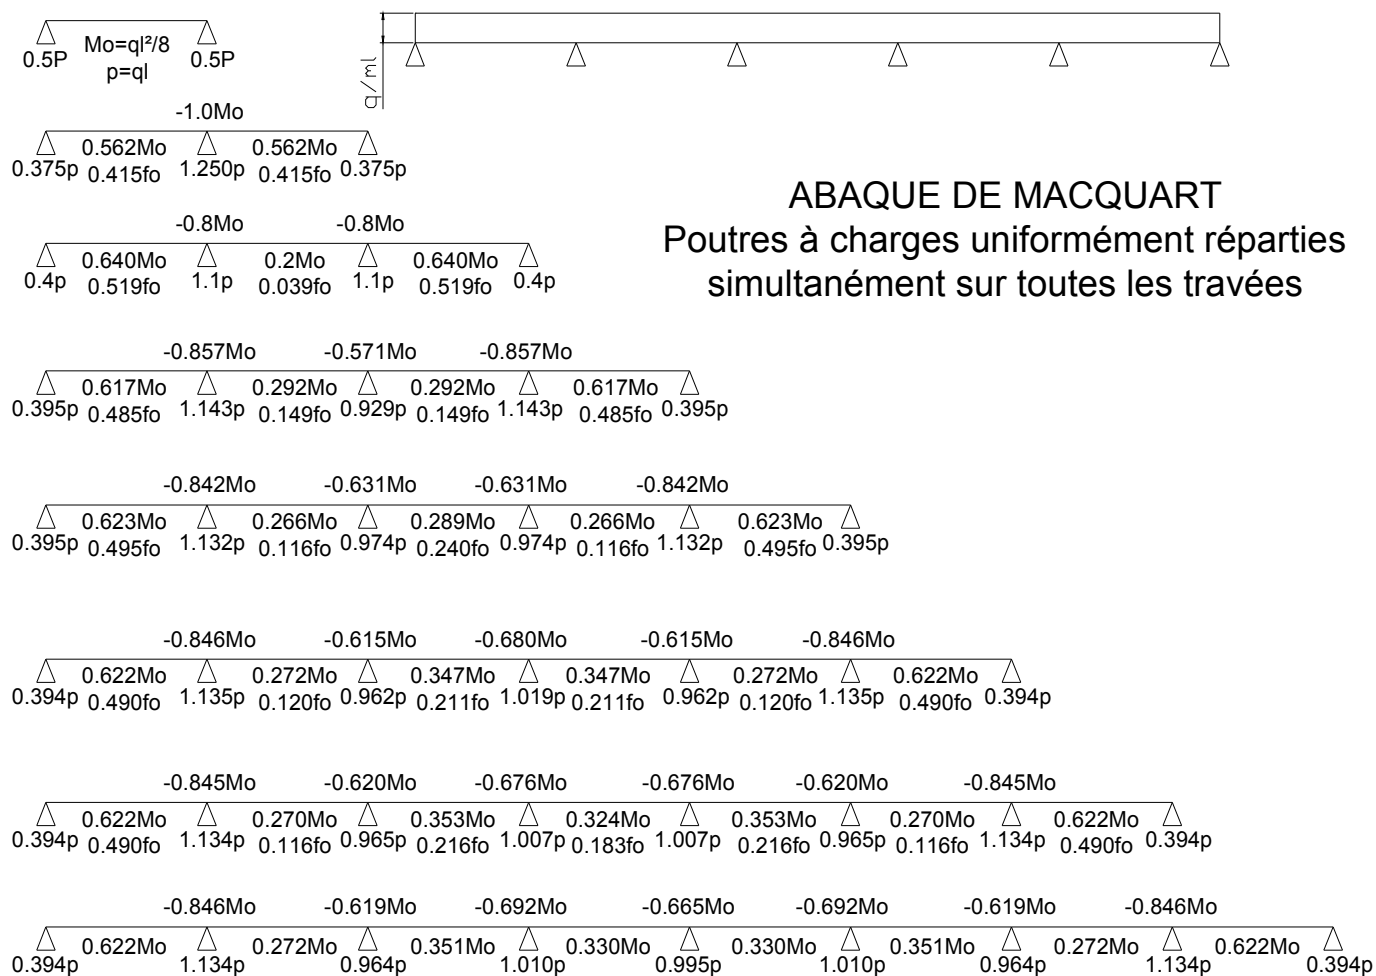 Mo=ql²/8
0.5P 0.5P
p=ql
q/ml
-1.0Mo
0.562Mo 0.562Mo
0.375p 0.415fo 1.250p 0.415fo 0.375p
ABAQUE DE MACQUART
Poutres à charges uniformément réparties
simultanément sur toutes les travées
-0.8Mo -0.8Mo
0.640Mo 0.2Mo 0.640Mo
0.4p 0.519fo 1.1p 0.039fo 1.1p 0.519fo 0.4p
-0.857Mo -0.571Mo -0.857Mo
0.617Mo 0.292Mo 0.292Mo 0.617Mo
0.395p 0.485fo 1.143p 0.149fo 0.929p 0.149fo 1.143p 0.485fo 0.395p
-0.842Mo -0.631Mo -0.631Mo -0.842Mo
0.623Mo 0.266Mo 0.289Mo 0.266Mo 0.623Mo
0.395p 0.495fo 1.132p 0.116fo 0.974p 0.240fo 0.974p 0.116fo 1.132p 0.495fo 0.395p
-0.846Mo -0.615Mo -0.680Mo -0.615Mo -0.846Mo
0.622Mo 0.272Mo 0.347Mo 0.347Mo 0.272Mo 0.622Mo
0.394p 0.490fo 1.135p 0.120fo 0.962p 0.211fo 1.019p 0.211fo 0.962p 0.120fo 1.135p 0.490fo 0.394p
-0.845Mo -0.620Mo -0.676Mo -0.676Mo -0.620Mo -0.845Mo
0.622Mo 0.270Mo 0.353Mo 0.324Mo 0.353Mo 0.270Mo 0.622Mo
0.394p 0.490fo 1.134p 0.116fo 0.965p 0.216fo 1.007p 0.183fo 1.007p 0.216fo 0.965p 0.116fo 1.134p 0.490fo 0.394p
-0.846Mo -0.619Mo -0.692Mo -0.665Mo -0.692Mo -0.619Mo -0.846Mo
0.622Mo 0.272Mo 0.351Mo 0.330Mo 0.330Mo 0.351Mo 0.272Mo 0.622Mo
0.394p 1.134p 0.964p 1.010p 0.995p 1.010p 0.964p 1.134p 0.394p